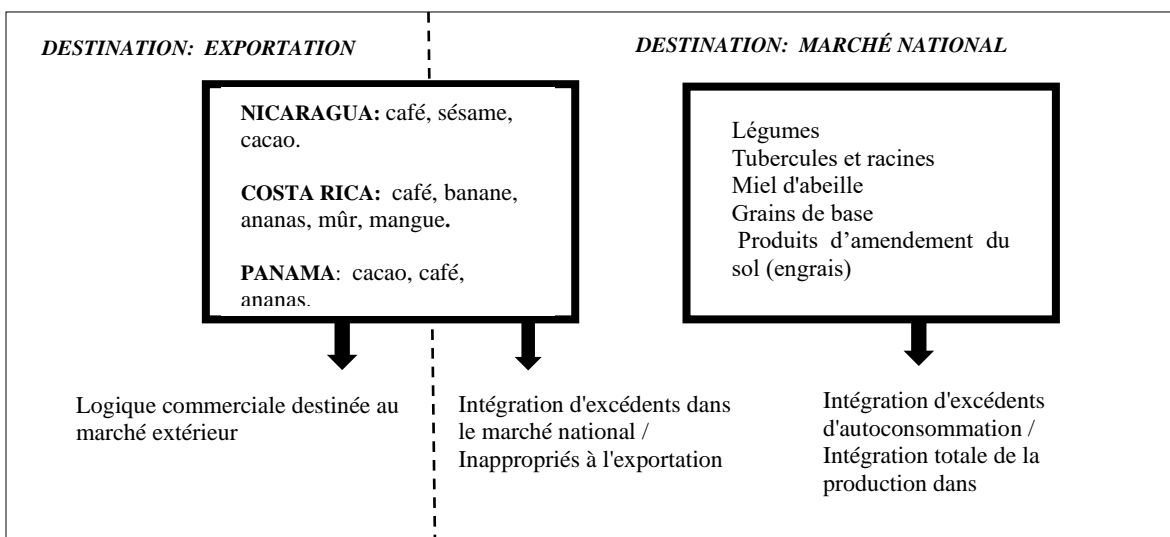 DESTINATION: EXPORTATION
DESTINATION: MARCHÉ NATIONAL
NICARAGUA: café, sésame,
cacao.
COSTA RICA: café, banane,
ananas, mûr, mangue.
PANAMA: cacao, café,
ananas.
Légumes
Tubercules et racines
Miel d'abeille
Grains de base
Produits d’amendement du
sol (engrais)
Logique commerciale destinée au
marché extérieur
Intégration d'excédents dans
le marché national /
Inappropriés à l'exportation
Intégration d'excédents
d'autoconsommation /
Intégration totale de la
production dans